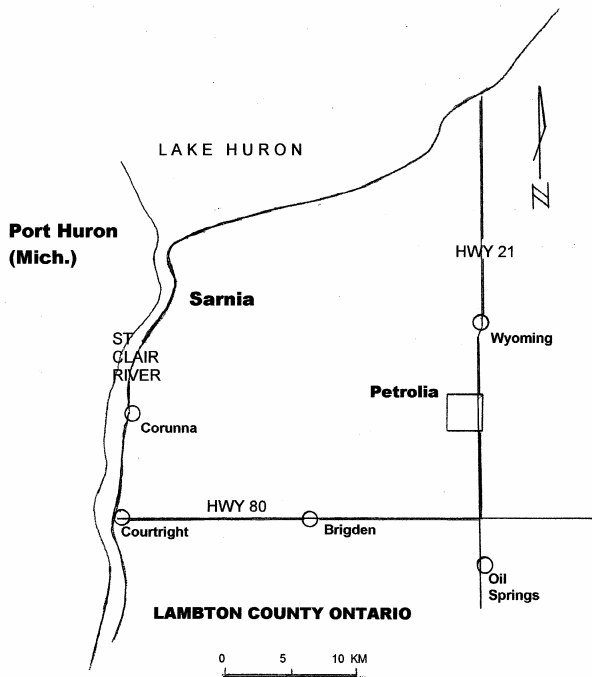 LAKE HURON
Port Huron
(Mich.)
N
HWY 21
Sarnia
ST
CLAIR
RIVER
Wyoming
Petrolia
Corunna
HWY 80
Courtright
Brigden
Oil
Springs
LAMBTON COUNTY ONTARIO
0 5 10 KM